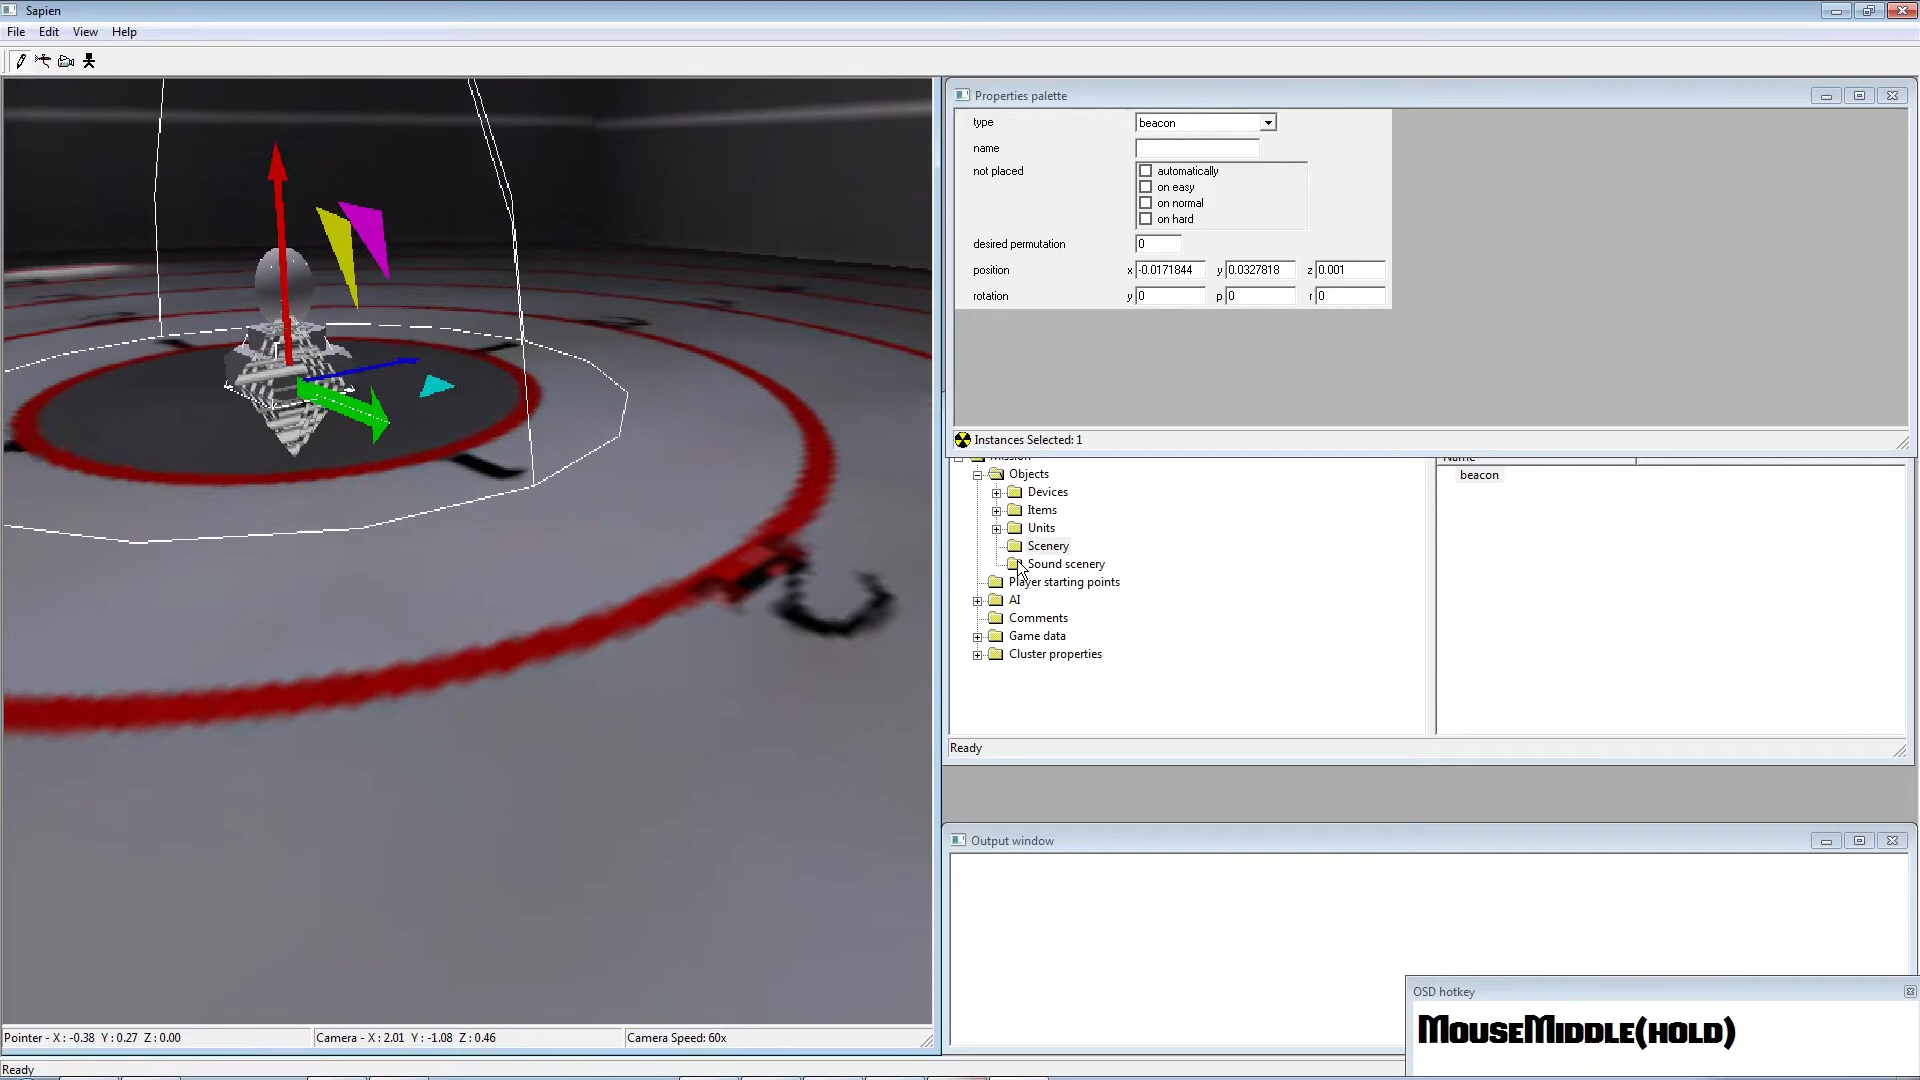 Sapien
File Edit View Help
Properties palette
type beacon
name
not placed automatically
on easy
on normal
on hard
desired permutation 0
position x -0.0171844 y 0.0327818 z 0.001
rotation y 0 p 0 r 0
Instances Selected: 1
Mission
Name
Objects
beacon
Devices
Items
Units
Scenery
Sound scenery
Player starting points
AI
Comments
Game data
Cluster properties
Ready
Output window
OSD hotkey
MouseMiddle(hold)
Pointer - X : -0.38 Y : 0.27 Z : 0.00
Camera - X : 2.01 Y : -1.08 Z : 0.46
Camera Speed: 60x
Ready